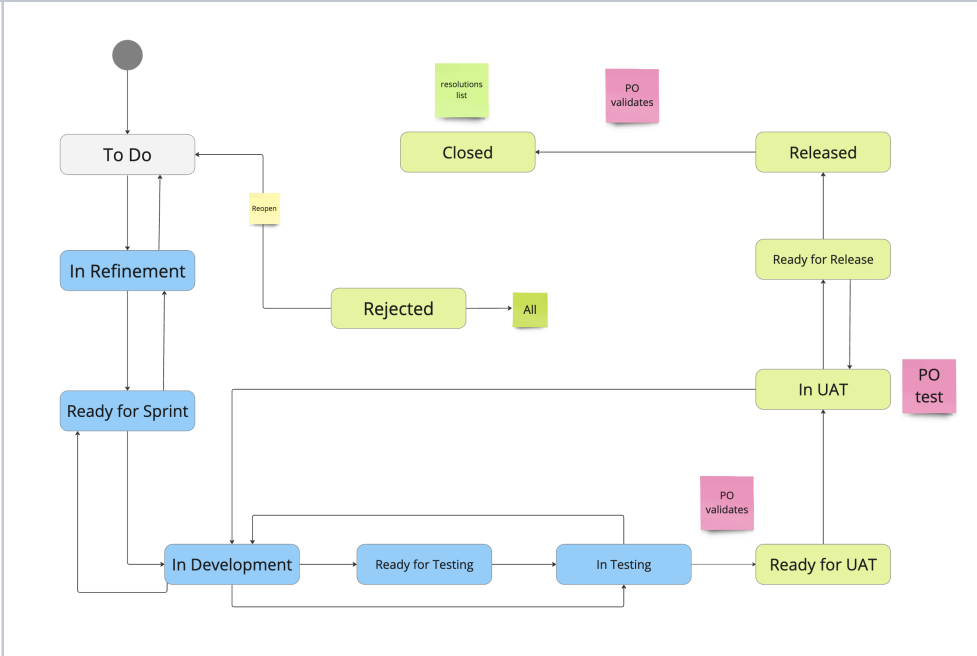 resolutions
list
PO
validates
To Do
Closed
Released
Reopen
In Refinement
Ready for Release
Rejected
All
In UAT
PO
test
Ready for Sprint
PO
validates
In Development
Ready for Testing
In Testing
Ready for UAT